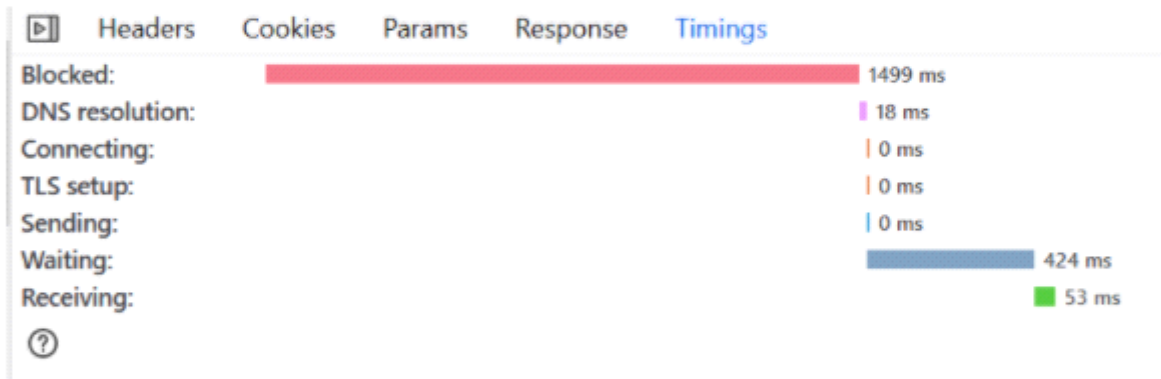 Headers Cookies Params Response Timings
Blocked: 1499 ms
DNS resolution: 18 ms
Connecting: 0 ms
TLS setup: 0 ms
Sending: 0 ms
Waiting: 424 ms
Receiving: 53 ms
?